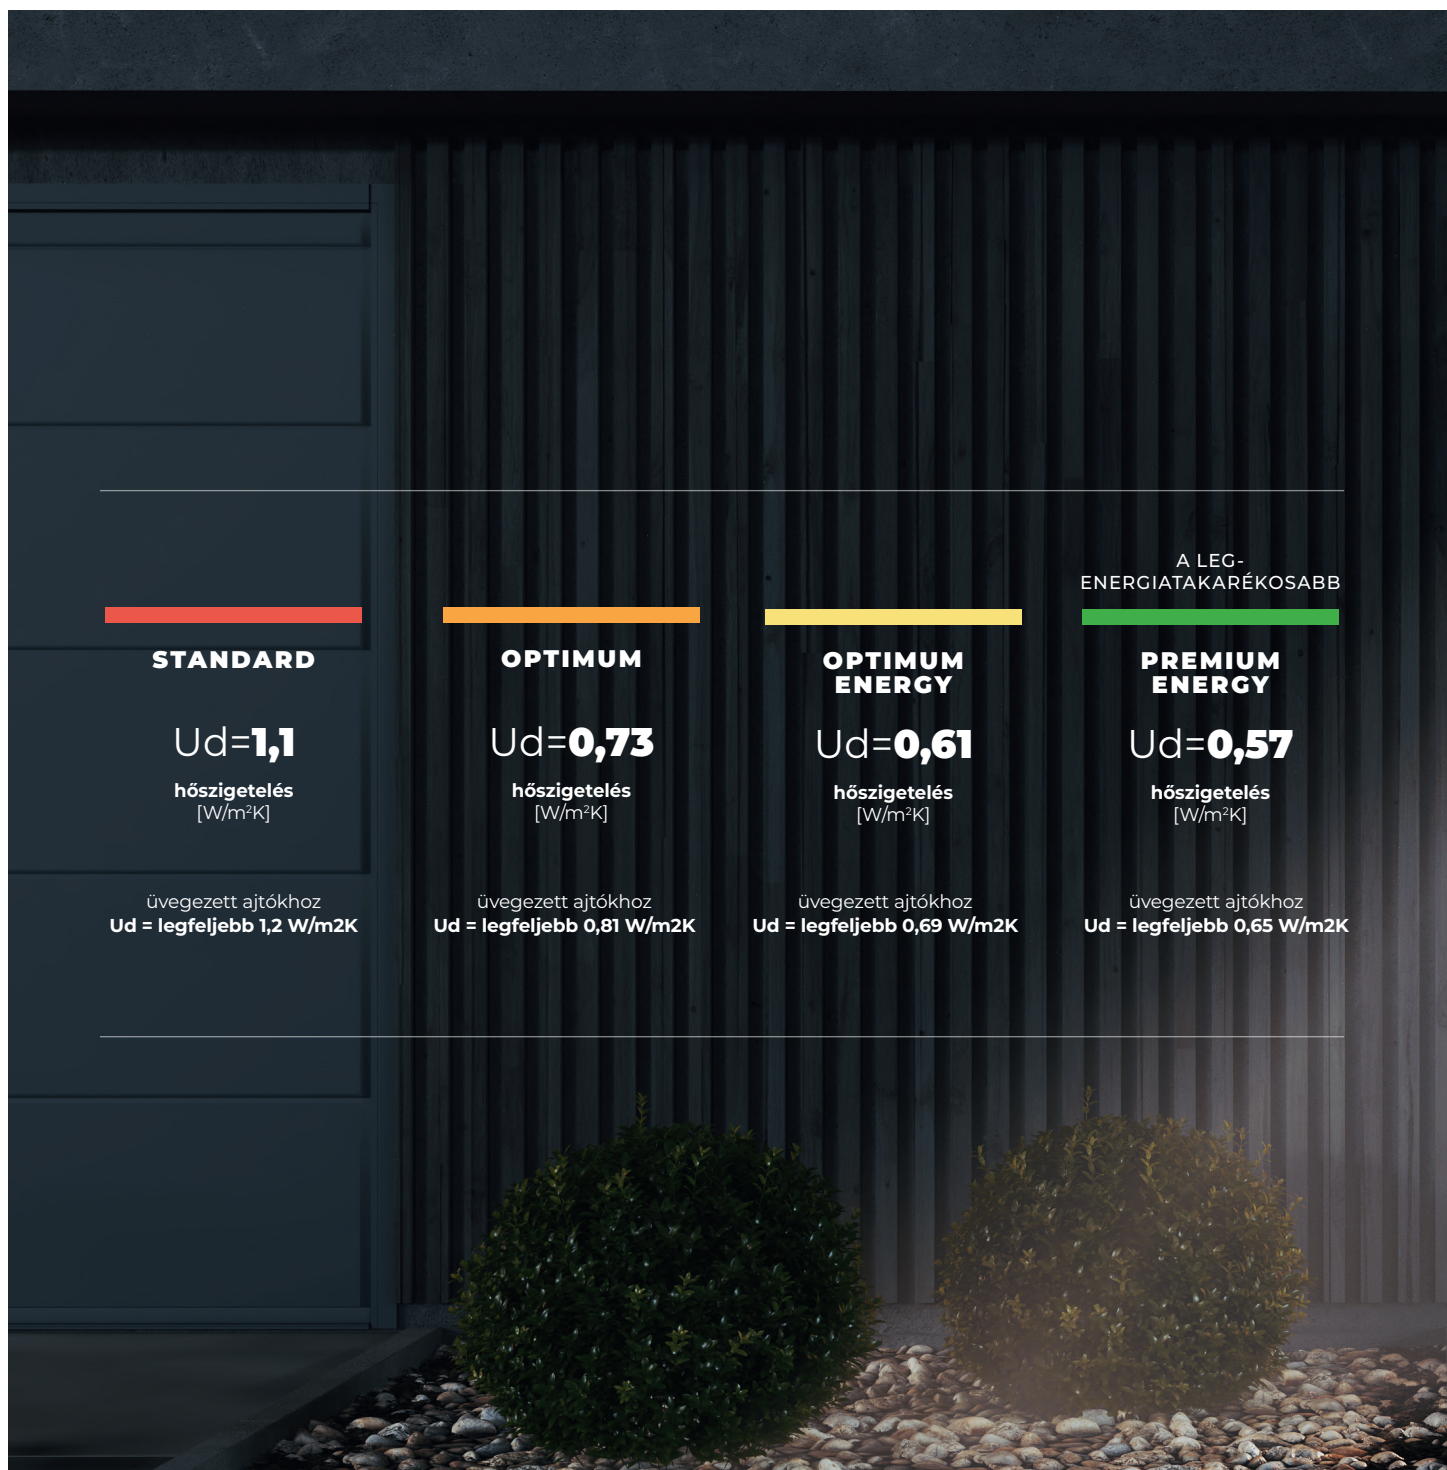 STANDARD
Ud=1,1
hőszigetelés
[W/m²K]
üvegezett ajtókhoz
Ud = legfeljebb 1,2 W/m2K
OPTIMUM
Ud=0,73
hőszigetelés
[W/m²K]
üvegezett ajtókhoz
Ud = legfeljebb 0,81 W/m2K
OPTIMUM
ENERGY
Ud=0,61
hőszigetelés
[W/m²K]
üvegezett ajtókhoz
Ud = legfeljebb 0,69 W/m2K
A LEG-
ENERGIATAKARÉKOSABB
PREMIUM
ENERGY
Ud=0,57
hőszigetelés
[W/m²K]
üvegezett ajtókhoz
Ud = legfeljebb 0,65 W/m2K